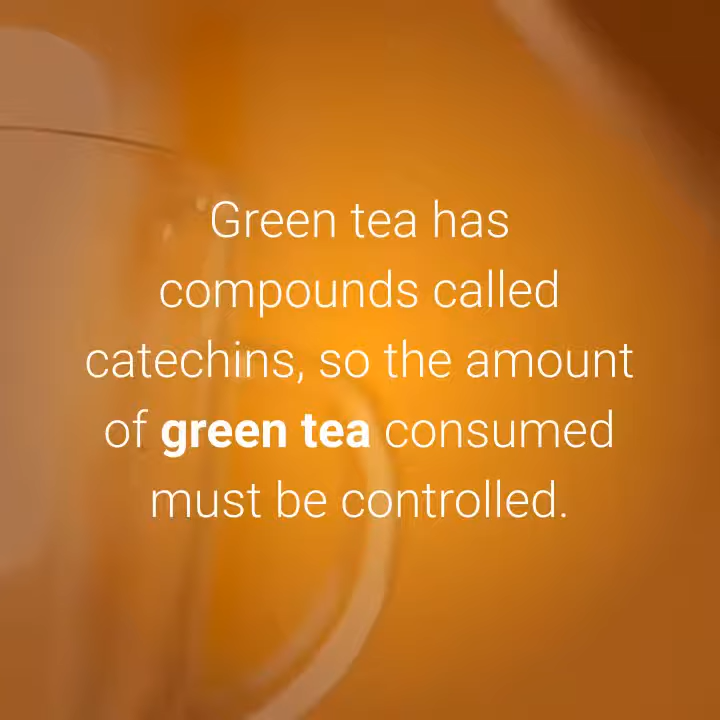 Green tea has
compounds called
catechins, so the amount
of green tea consumed
must be controlled.